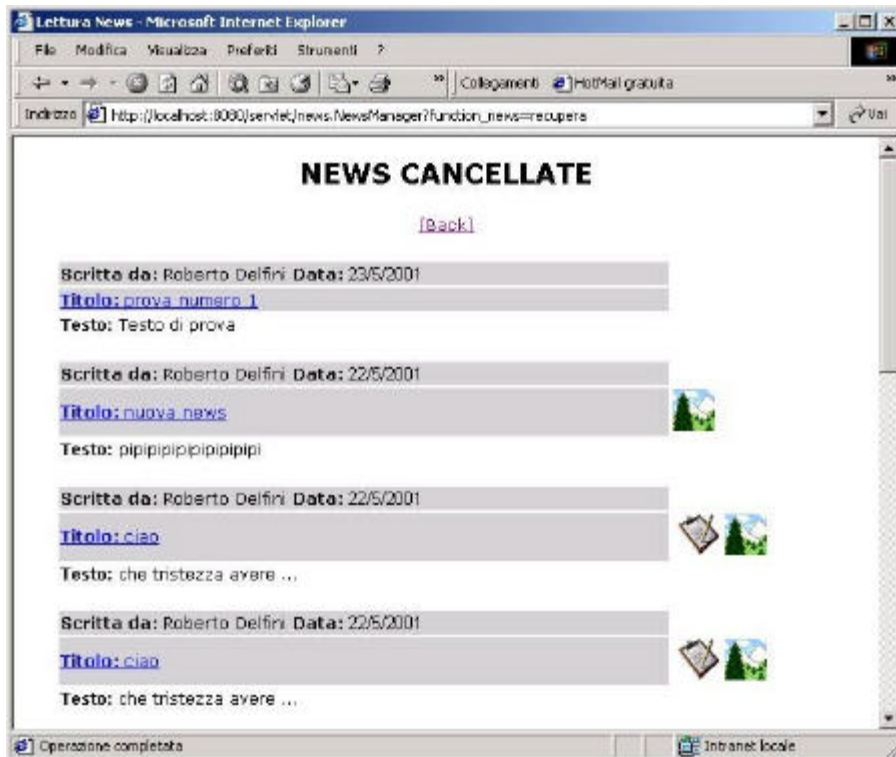 Lettura News - Microsoft Internet Explorer
File Modifica Visualizza Preferiti Strumenti ?
Collegamenti HotMail gratuita
Indirizzo http://localhost:8080/servlet/news.NewsManager?function_news=recupera Vai
NEWS CANCELLATE
[Back]
Scritta da: Roberto Delfini Data: 23/5/2001
Titolo: prova numero 1
Testo: Testo di prova
Scritta da: Roberto Delfini Data: 22/5/2001
Titolo: nuova news
Testo: pipipipipipipipipi
Scritta da: Roberto Delfini Data: 22/5/2001
Titolo: ciao
Testo: che tristezza avere ...
Scritta da: Roberto Delfini Data: 22/5/2001
Titolo: ciao
Testo: che tristezza avere ...
Operazione completata Intranet locale